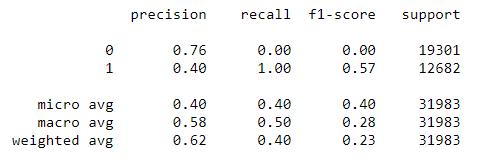 precision recall f1-score support
0 0.76 0.00 0.00 19301
1 0.40 1.00 0.57 12682
micro avg 0.40 0.40 0.40 31983
macro avg 0.58 0.50 0.28 31983
weighted avg 0.62 0.40 0.23 31983